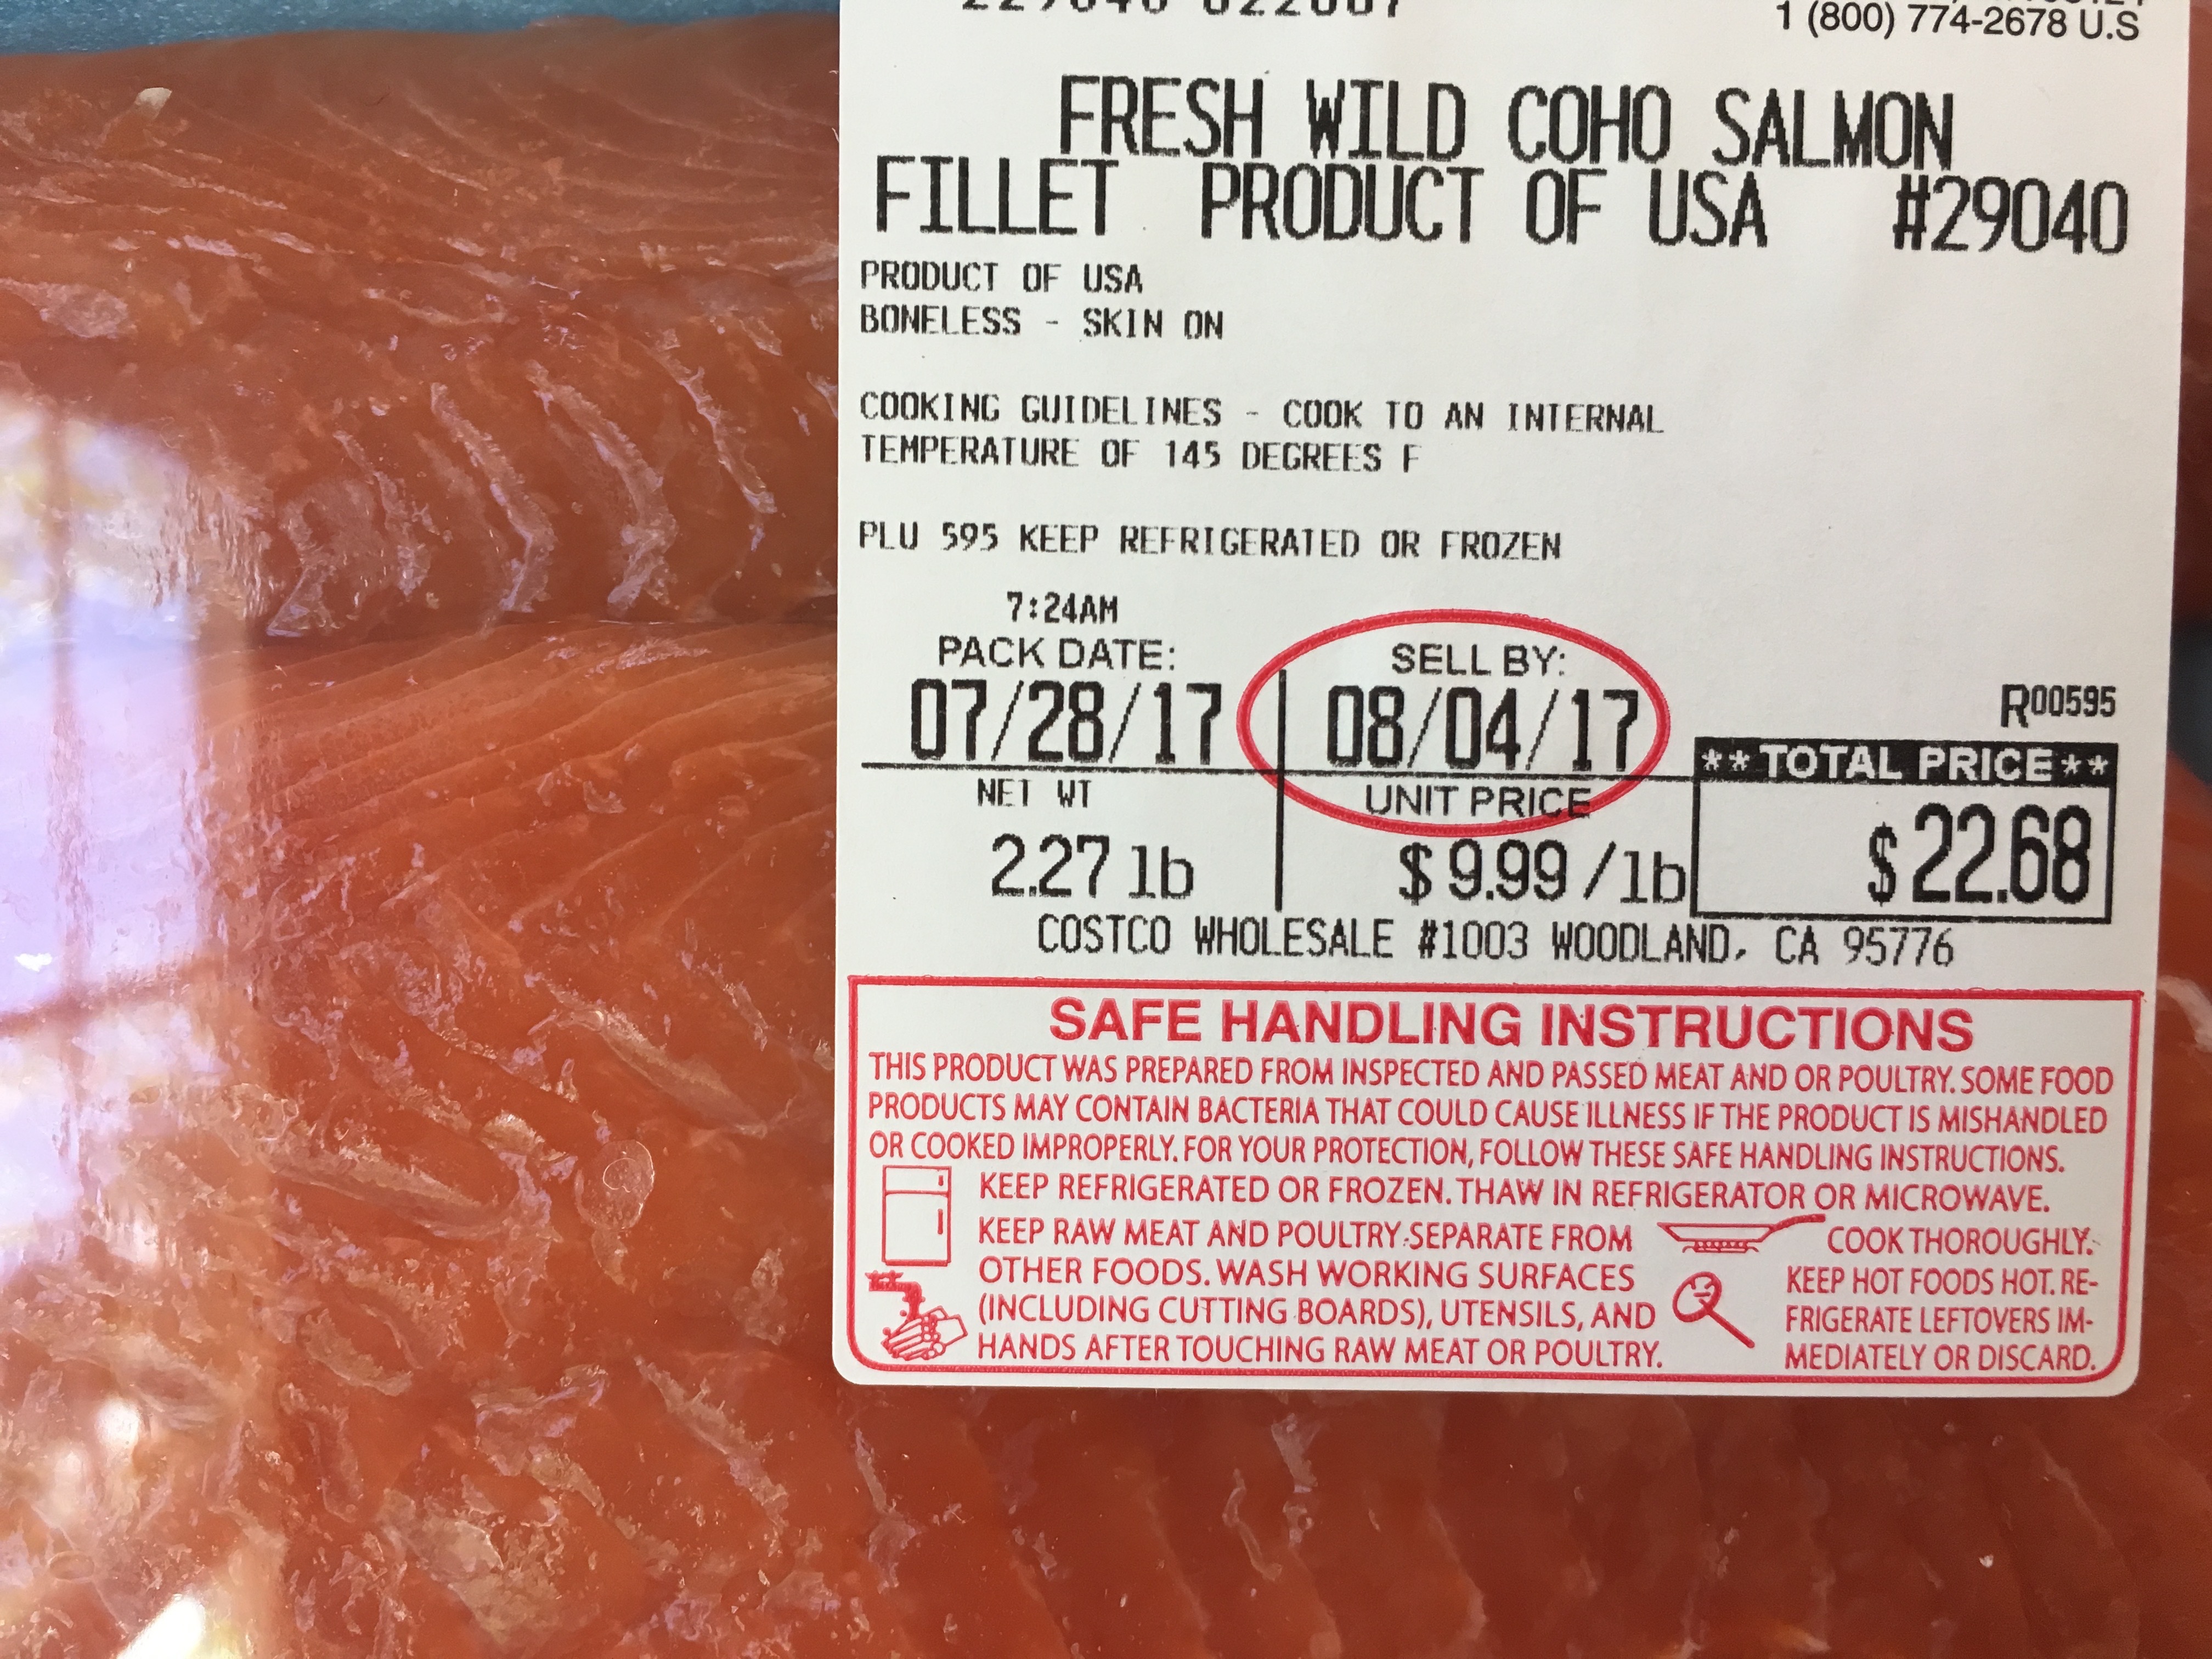 1 (800) 774-2678 U.S
FRESH WILD COHO SALMON
FILLET PRODUCT OF USA #29040
PRODUCT OF USA
BONELESS - SKIN ON
COOKING GUIDELINES - COOK TO AN INTERNAL
TEMPERATURE OF 145 DEGREES F
PLU 595 KEEP REFRIGERATED OR FROZEN
7:24AM
PACK DATE: SELL BY:
07/28/17 08/04/17 R00595
**TOTAL PRICE**
NET WT UNIT PRICE
2.27 lb $9.99/lb $22.68
COSTCO WHOLESALE #1003 WOODLAND, CA 95776
SAFE HANDLING INSTRUCTIONS
THIS PRODUCT WAS PREPARED FROM INSPECTED AND PASSED MEAT AND OR POULTRY. SOME FOOD
PRODUCTS MAY CONTAIN BACTERIA THAT COULD CAUSE ILLNESS IF THE PRODUCT IS MISHANDLED
OR COOKED IMPROPERLY. FOR YOUR PROTECTION, FOLLOW THESE SAFE HANDLING INSTRUCTIONS.
KEEP REFRIGERATED OR FROZEN. THAW IN REFRIGERATOR OR MICROWAVE.
KEEP RAW MEAT AND POULTRY SEPARATE FROM
OTHER FOODS. WASH WORKING SURFACES
(INCLUDING CUTTING BOARDS), UTENSILS, AND
HANDS AFTER TOUCHING RAW MEAT OR POULTRY.
COOK THOROUGHLY.
KEEP HOT FOODS HOT. RE-
FRIGERATE LEFTOVERS IM-
MEDIATELY OR DISCARD.